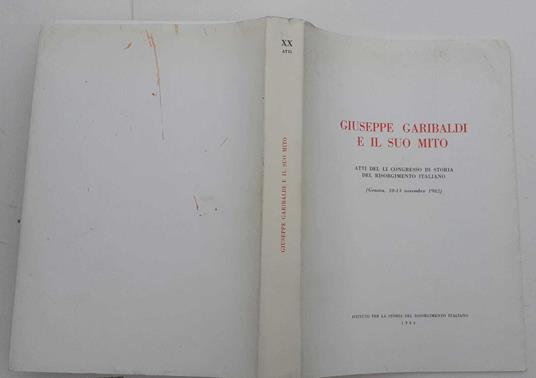 XX
ATTI
GIUSEPPE GARIBALDI E IL SUO MITO
GIUSEPPE GARIBALDI
E IL SUO MITO
ATTI DEL LI CONGRESSO DI STORIA
DEL RISORGIMENTO ITALIANO
(Genova, 10-13 novembre 1982)
ISTITUTO PER LA STORIA DEL RISORGIMENTO ITALIANO
1984